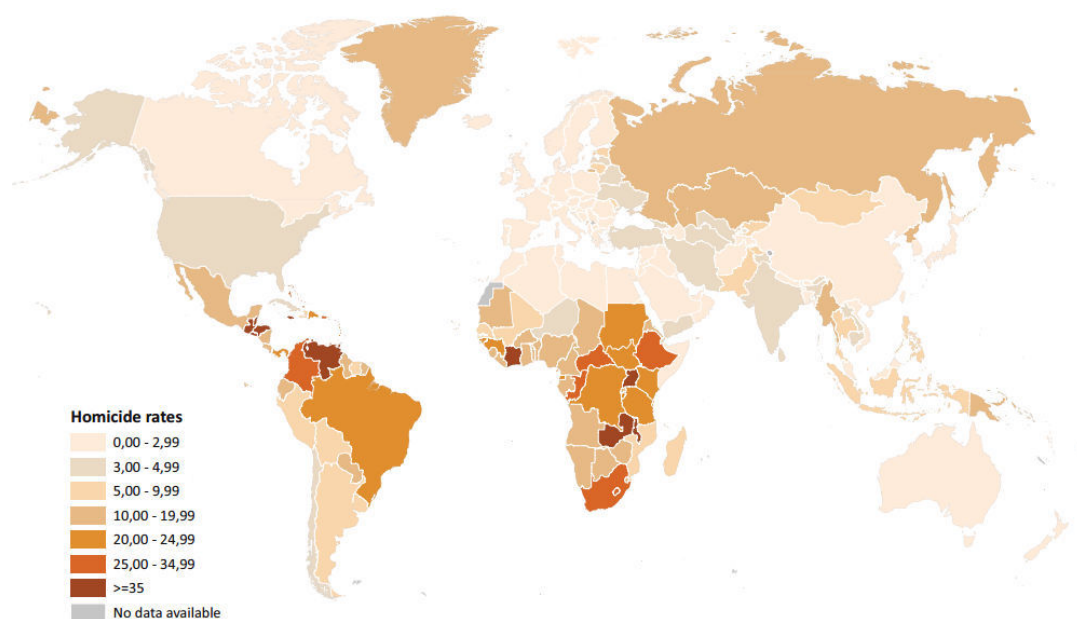 Homicide rates
0,00 - 2,99
3,00 - 4,99
5,00 - 9,99
10,00 - 19,99
20,00 - 24,99
25,00 - 34,99
>=35
No data available